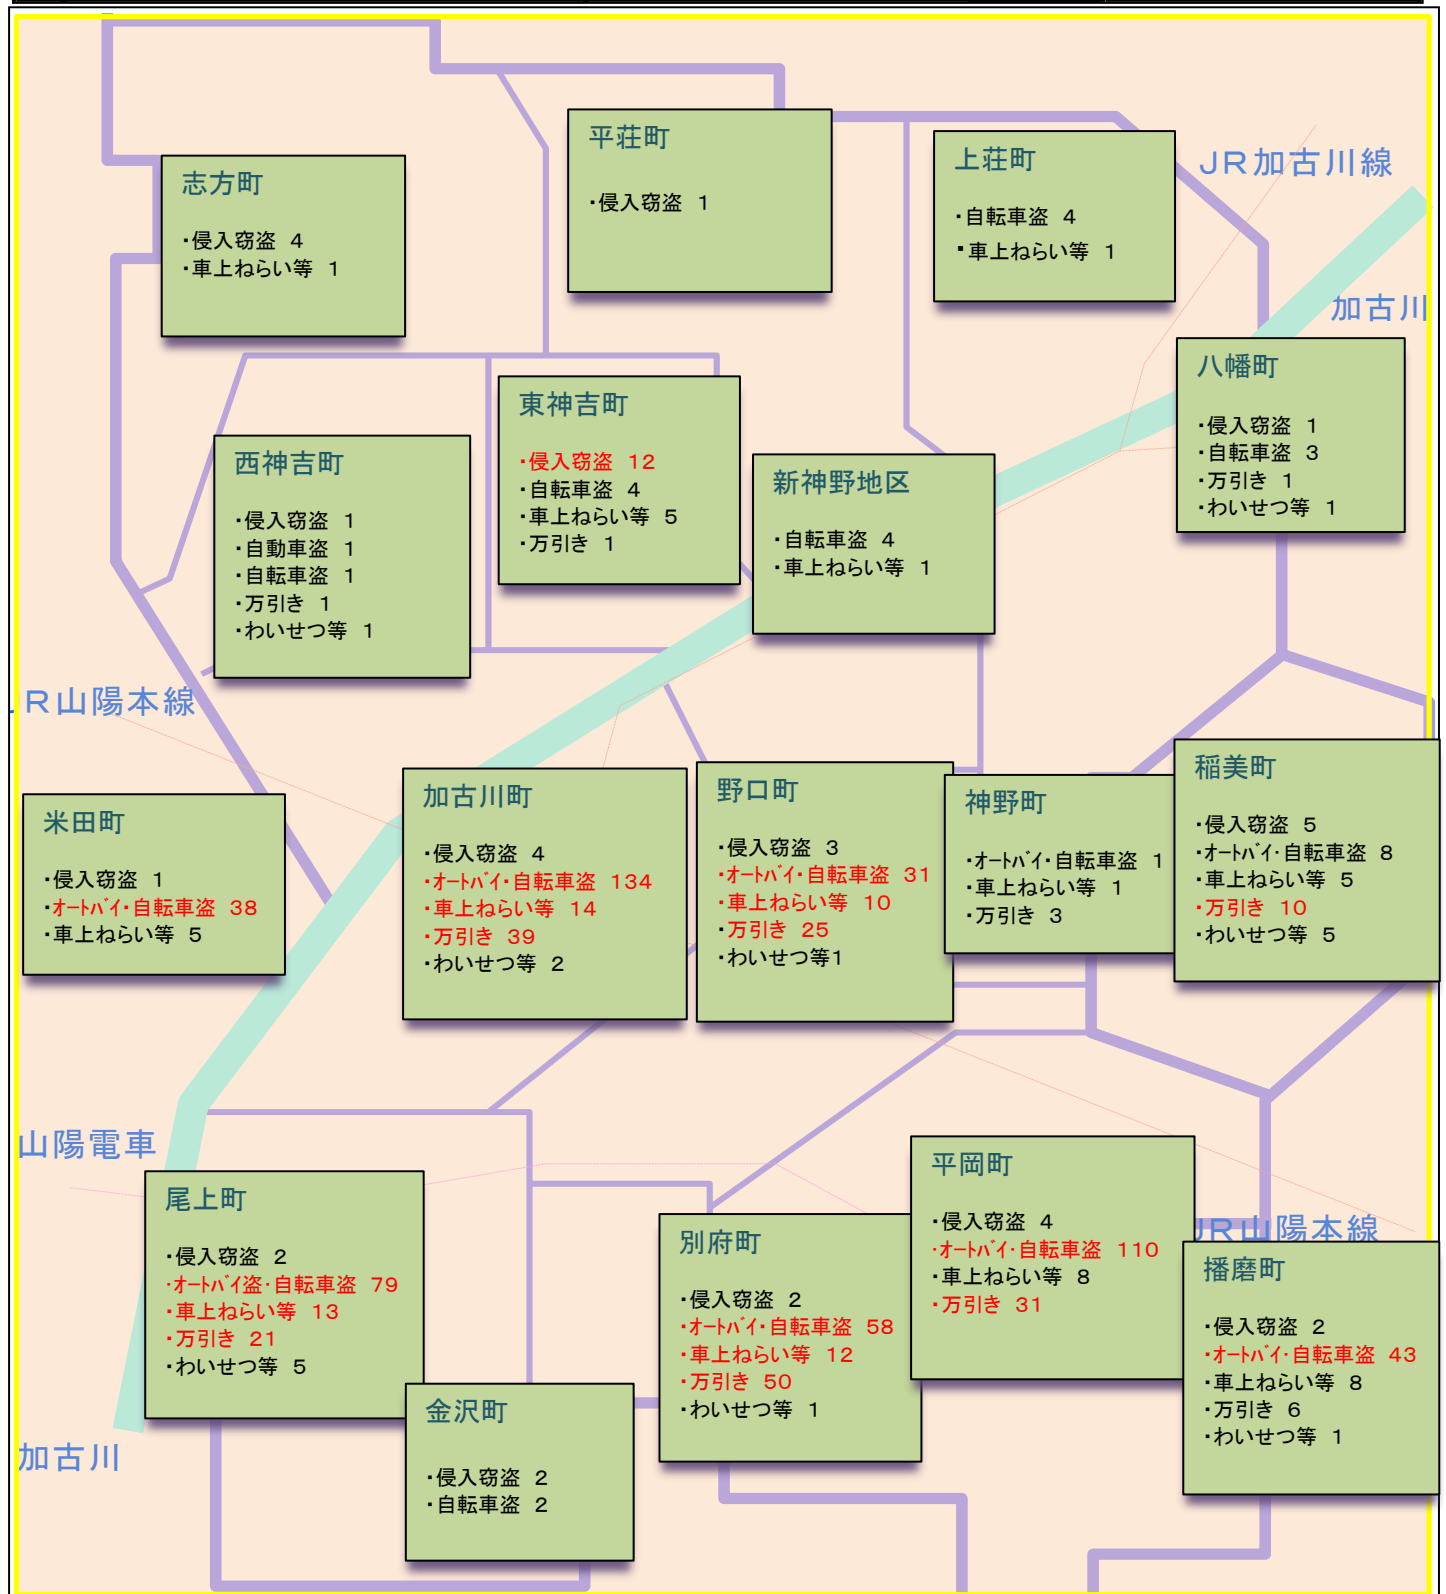 平荘町
・侵入窃盗 1
上荘町
・自転車盗 4
・車上ねらい等 1
JR加古川線
志方町
・侵入窃盗 4
・車上ねらい等 1
加古川
八幡町
・侵入窃盗 1
・自転車盗 3
・万引き 1
・わいせつ等 1
東神吉町
・侵入窃盗 12
・自転車盗 4
・車上ねらい等 5
・万引き 1
西神吉町
・侵入窃盗 1
・自動車盗 1
・自転車盗 1
・万引き 1
・わいせつ等 1
新神野地区
・自転車盗 4
・車上ねらい等 1
JR山陽本線
米田町
・侵入窃盗 1
・オートバイ・自転車盗 38
・車上ねらい等 5
加古川町
・侵入窃盗 4
・オートバイ・自転車盗 134
・車上ねらい等 14
・万引き 39
・わいせつ等 2
野口町
・侵入窃盗 3
・オートバイ・自転車盗 31
・車上ねらい等 10
・万引き 25
・わいせつ等1
神野町
・オートバイ・自転車盗 1
・車上ねらい等 1
・万引き 3
稲美町
・侵入窃盗 5
・オートバイ・自転車盗 8
・車上ねらい等 5
・万引き 10
・わいせつ等 5
山陽電車
尾上町
・侵入窃盗 2
・オートバイ盗・自転車盗 79
・車上ねらい等 13
・万引き 21
・わいせつ等 5
加古川
金沢町
・侵入窃盗 2
・自転車盗 2
別府町
・侵入窃盗 2
・オートバイ・自転車盗 58
・車上ねらい等 12
・万引き 50
・わいせつ等 1
平岡町
・侵入窃盗 4
・オートバイ・自転車盗 110
・車上ねらい等 8
・万引き 31
JR山陽本線
播磨町
・侵入窃盗 2
・オートバイ・自転車盗 43
・車上ねらい等 8
・万引き 6
・わいせつ等 1